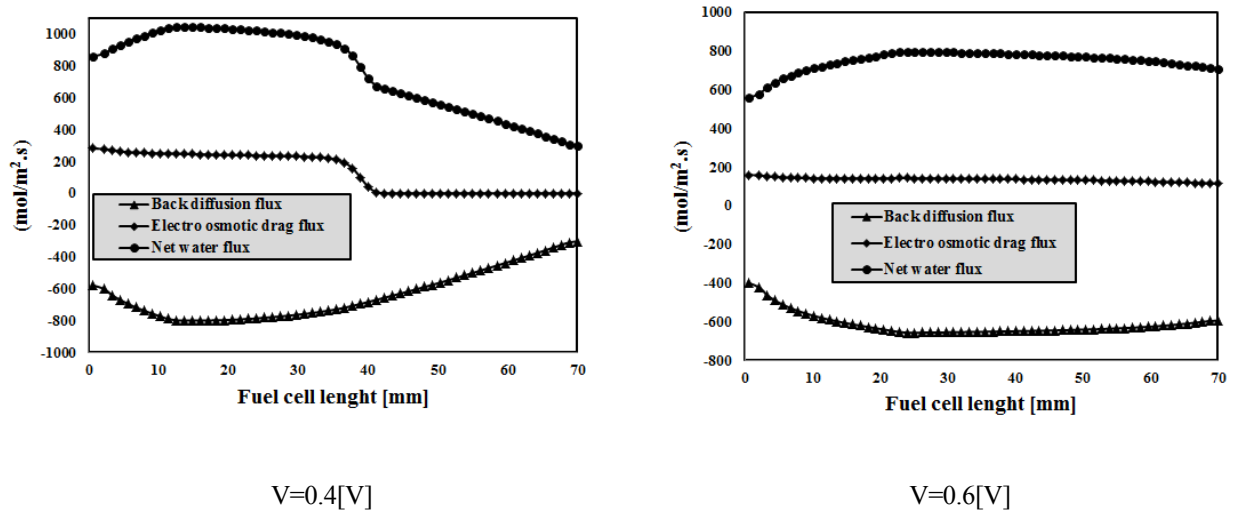 1000
800
600
400
200
0
-200
-400
-600
-800
-1000
(mol/m².s)
Back diffusion flux
Electro osmotic drag flux
Net water flux
0 10 20 30 40 50 60 70
Fuel cell lenght [mm]
V=0.4[V]
1000
800
600
400
200
0
-200
-400
-600
-800
(mol/m².s)
Back diffusion flux
Electro osmotic drag flux
Net water flux
0 10 20 30 40 50 60 70
Fuel cell lenght [mm]
V=0.6[V]